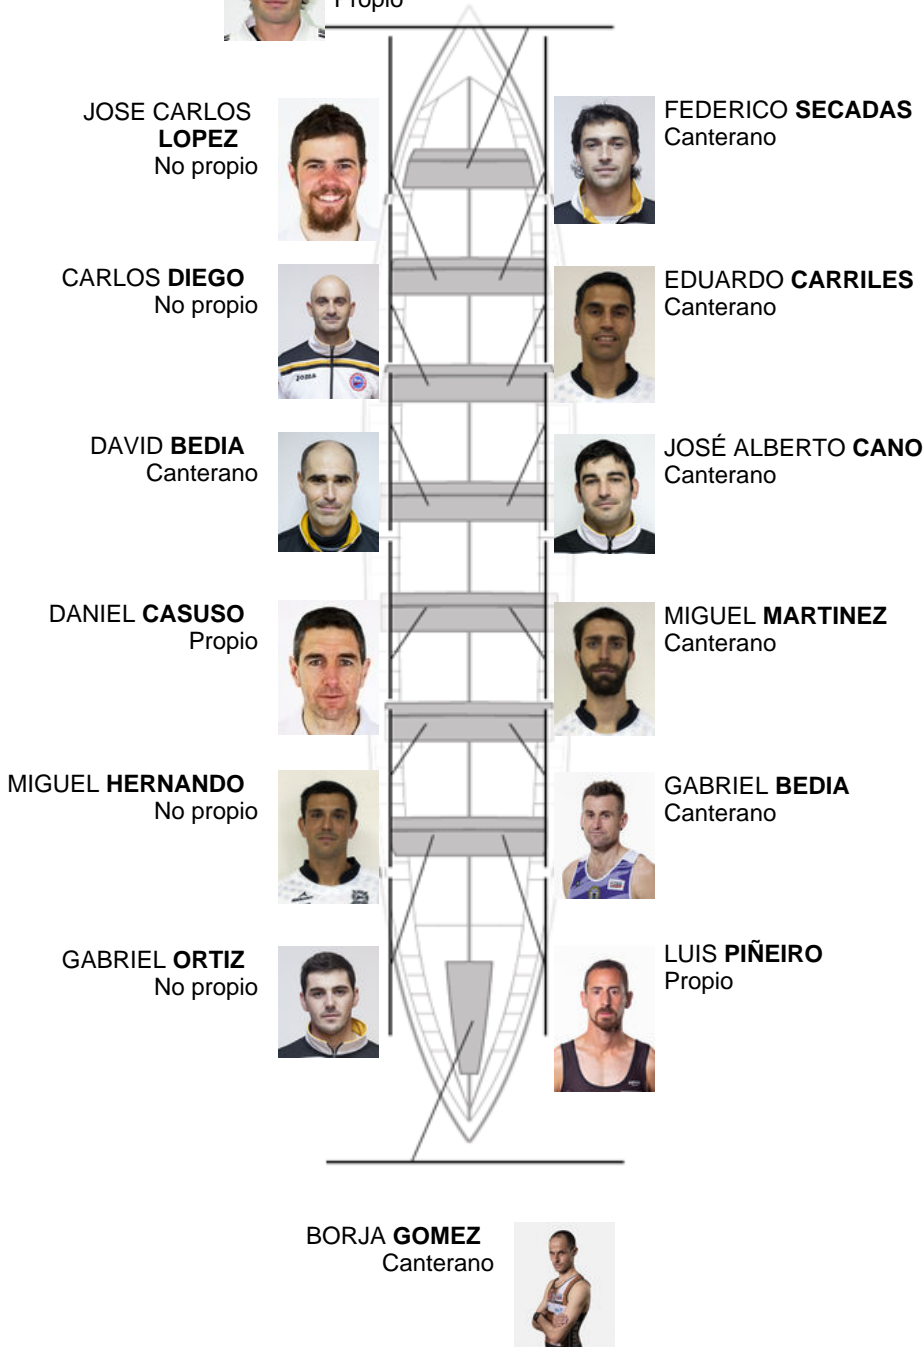 Propio
JOSE CARLOS
LOPEZ
No propio
FEDERICO SECADAS
Canterano
CARLOS DIEGO
No propio
EDUARDO CARRILES
Canterano
Joma
DAVID BEDIA
Canterano
JOSÉ ALBERTO CANO
Canterano
DANIEL CASUSO
Propio
MIGUEL MARTINEZ
Canterano
MIGUEL HERNANDO
No propio
GABRIEL BEDIA
Canterano
GABRIEL ORTIZ
No propio
LUIS PIÑEIRO
Propio
BORJA GOMEZ
Canterano